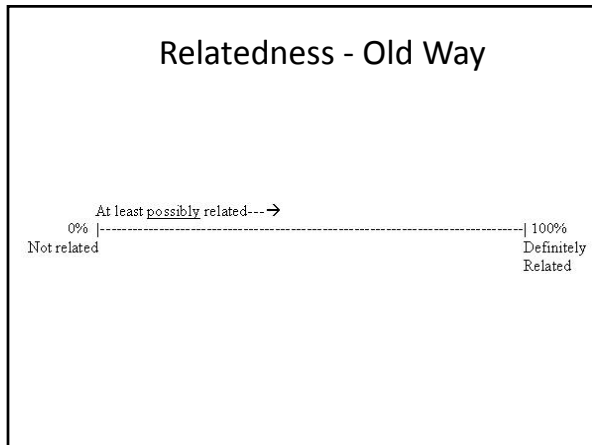 Relatedness - Old Way
At least possibly related---→
0% |-----------------------------------------------------------------------------| 100%
Not related Definitely
Related